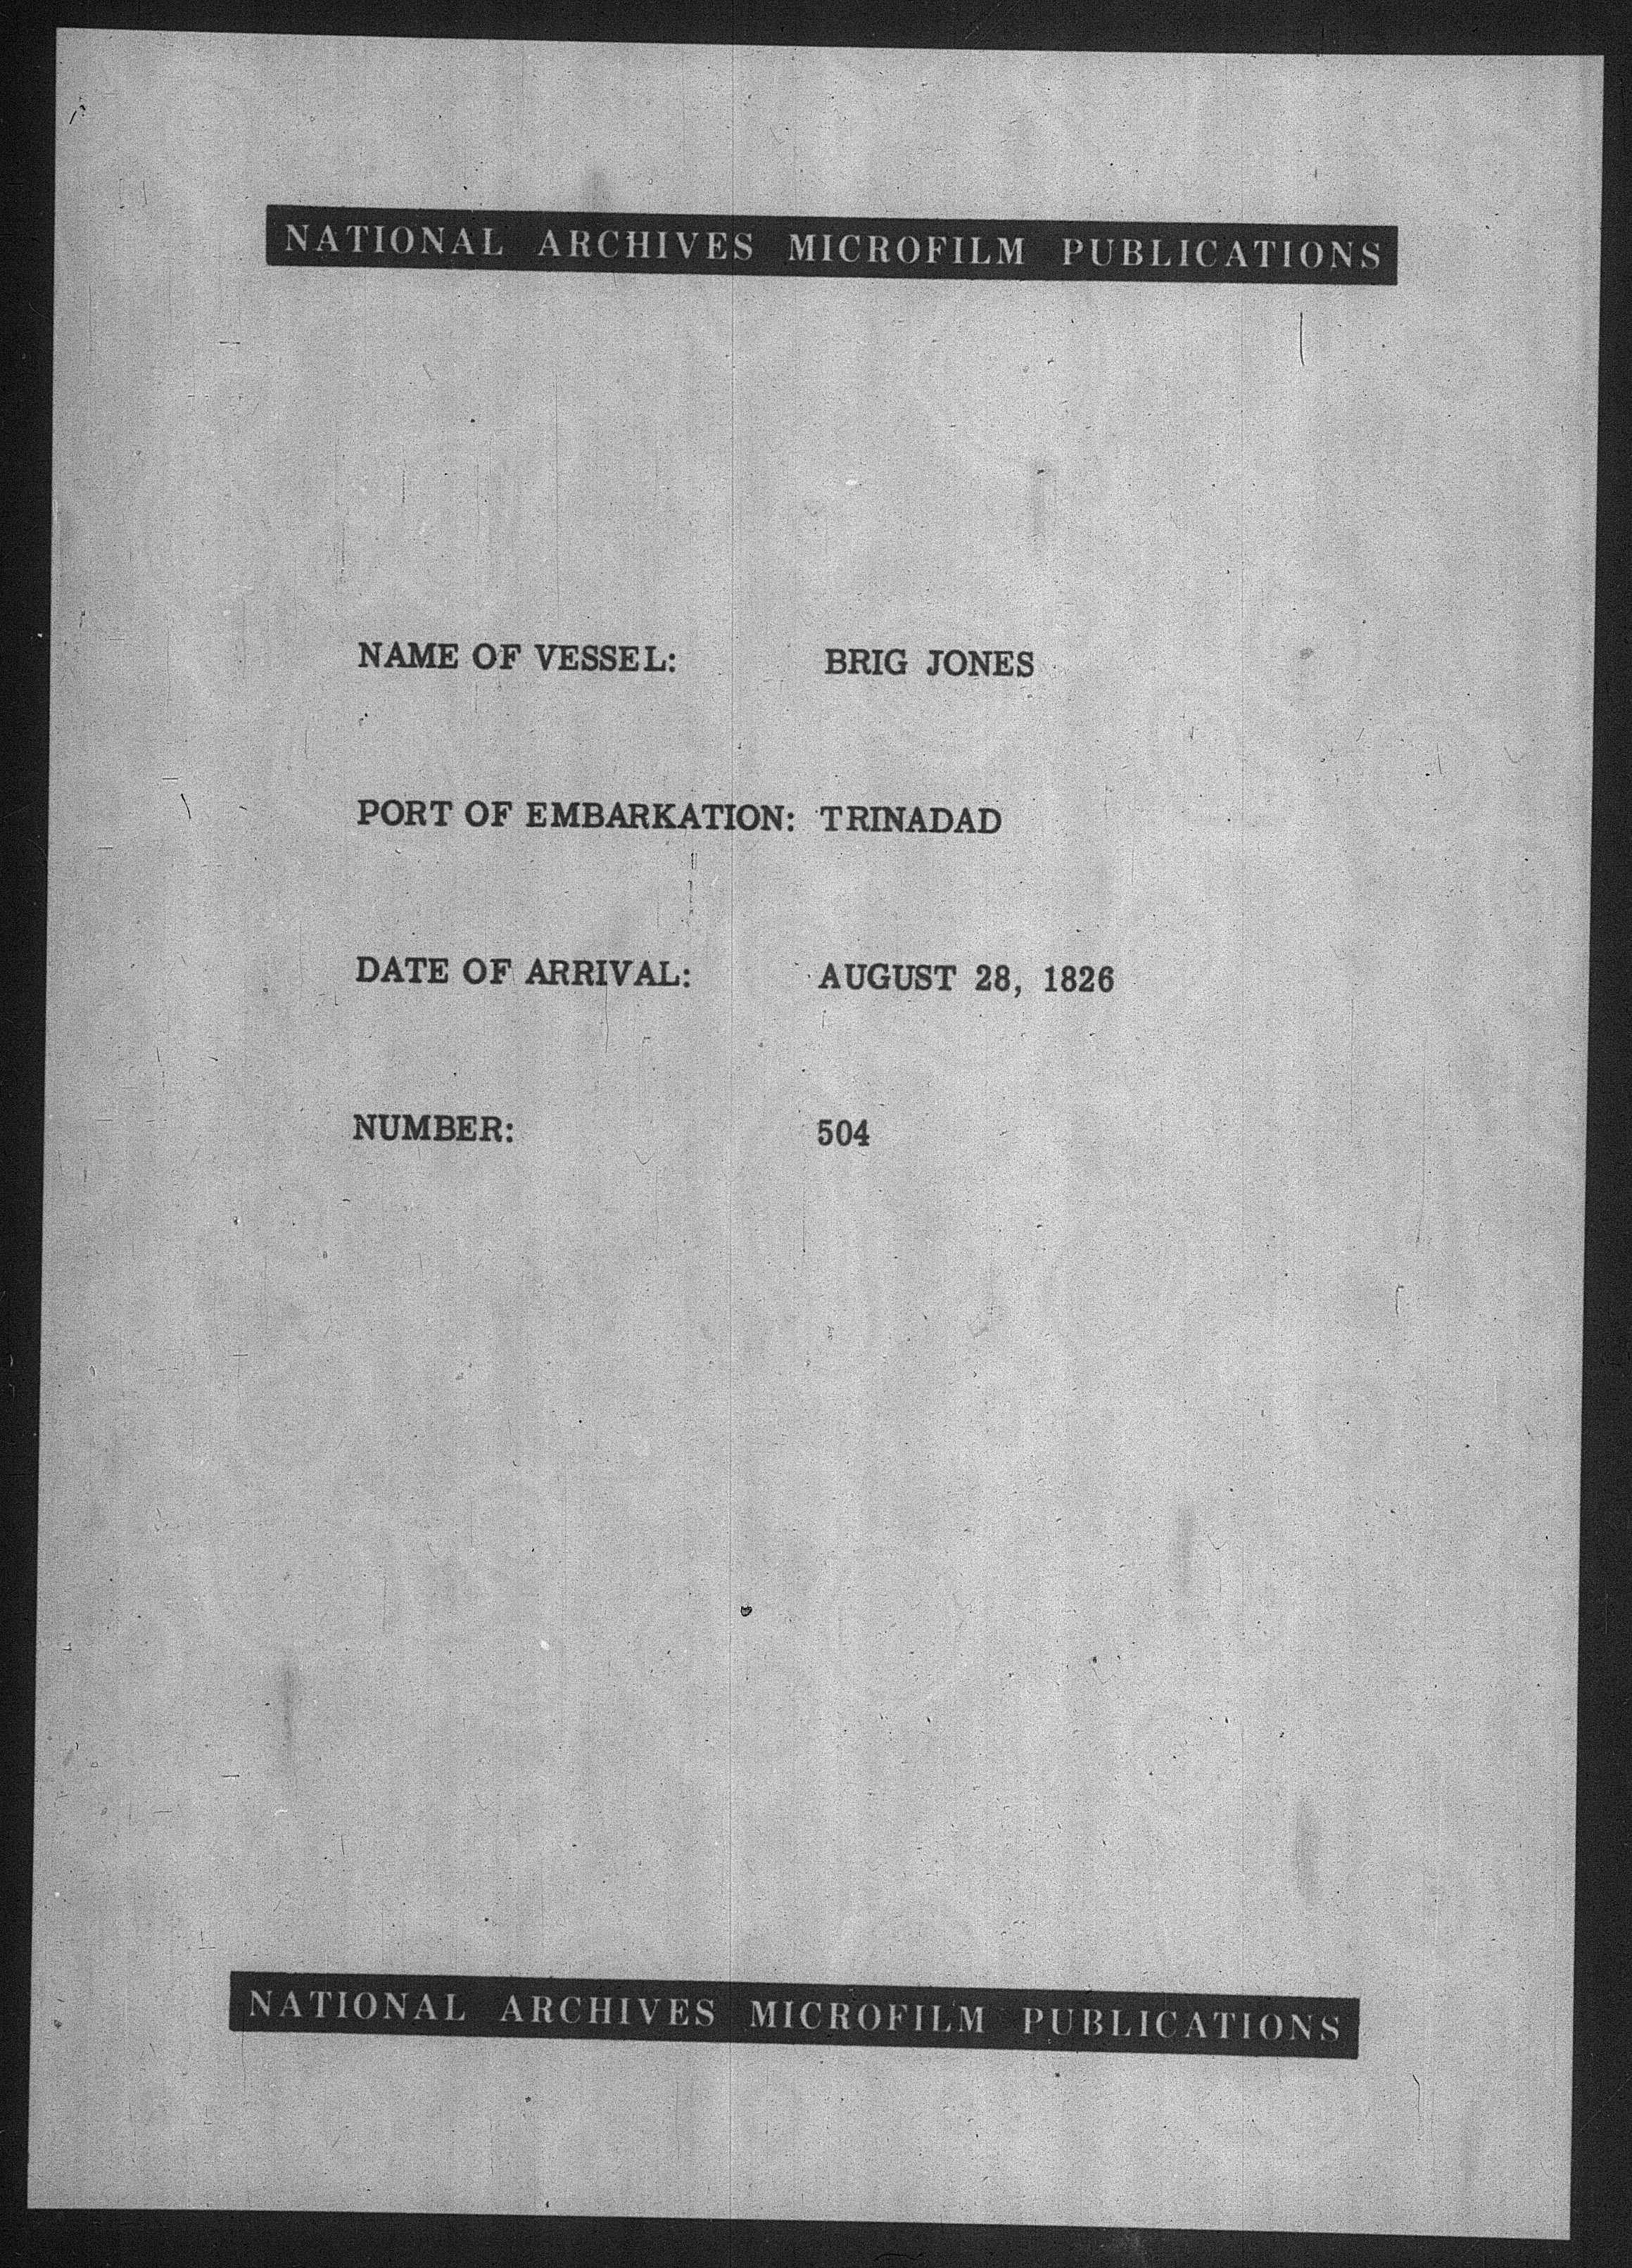 NATIONAL ARCHIVES MICROFILM PUBLICATIONS
NAME OF VESSEL: BRIG JONES
PORT OF EMBARKATION: TRINADAD
DATE OF ARRIVAL: AUGUST 28, 1826
NUMBER: 504
NATIONAL ARCHIVES MICROFILM PUBLICATIONS